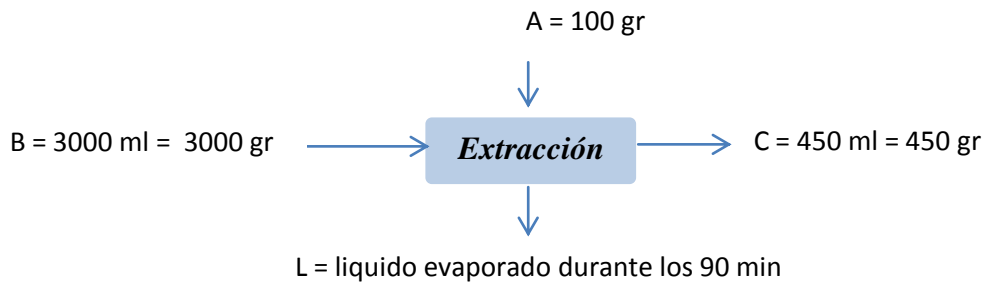 A = 100 gr
B = 3000 ml = 3000 gr
Extracción
C = 450 ml = 450 gr
L = liquido evaporado durante los 90 min